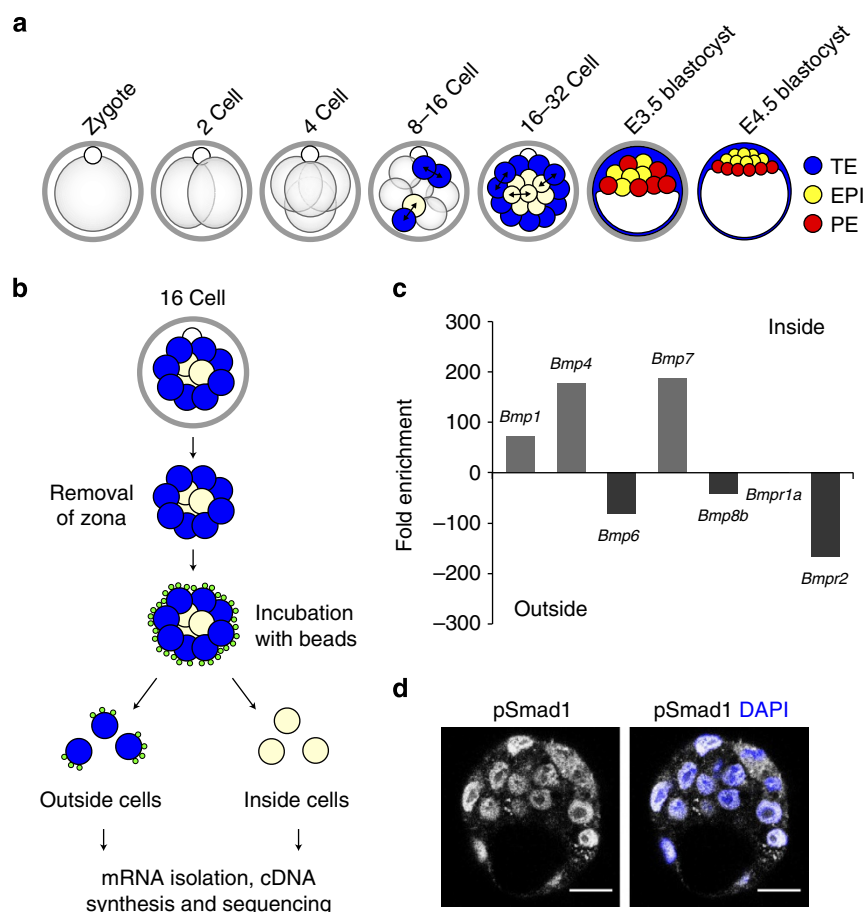 a
Zygote
2 Cell
4 Cell
8–16 Cell
16–32 Cell
E3.5 blastocyst
E4.5 blastocyst
TE
EPI
PE
b
16 Cell
Removal
of zona
Incubation
with beads
Outside cells
Inside cells
mRNA isolation, cDNA
synthesis and sequencing
c
Fold enrichment
300
200
100
0
–100
–200
–300
Inside
Outside
Bmp1
Bmp4
Bmp6
Bmp7
Bmp8b
Bmpr1a
Bmpr2
d
pSmad1
pSmad1 DAPI